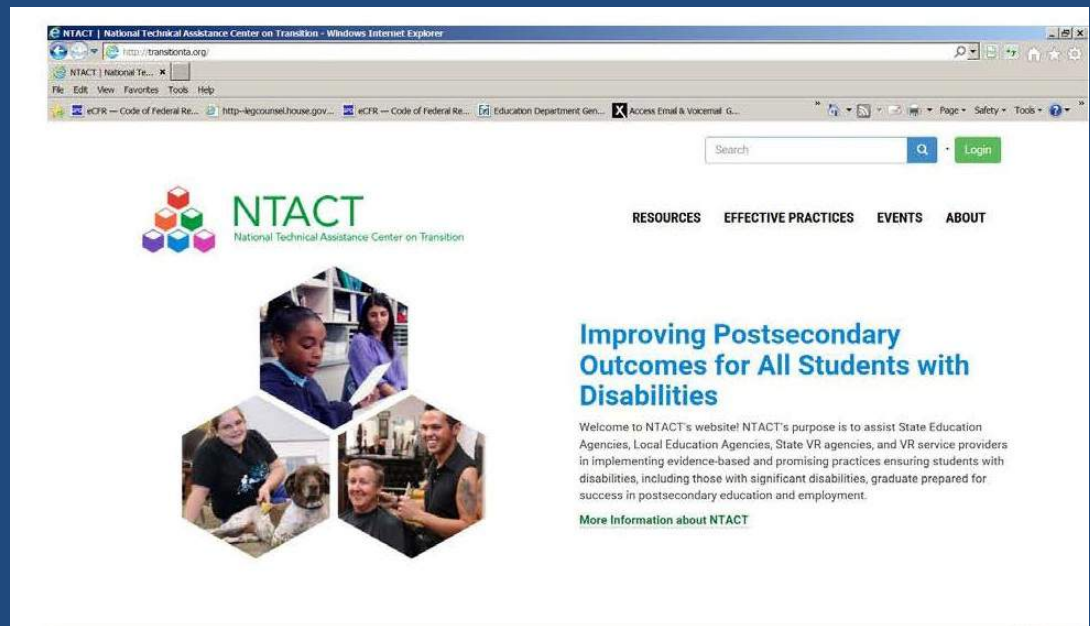 NTACT | National Technical Assistance Center on Transition - Windows Internet Explorer
http://transitionta.org/
NTACT | National Te...
File Edit View Favorites Tools Help
eCFR — Code of Federal Re... http--legcounsel.house.gov... eCFR — Code of Federal Re... Education Department Gen... Access Email & Voicemail G... Page Safety Tools
Search Login
NTACT
National Technical Assistance Center on Transition
RESOURCES EFFECTIVE PRACTICES EVENTS ABOUT
Improving Postsecondary
Outcomes for All Students with
Disabilities
Welcome to NTACT's website! NTACT's purpose is to assist State Education
Agencies, Local Education Agencies, State VR agencies, and VR service providers
in implementing evidence-based and promising practices ensuring students with
disabilities, including those with significant disabilities, graduate prepared for
success in postsecondary education and employment.
More Information about NTACT